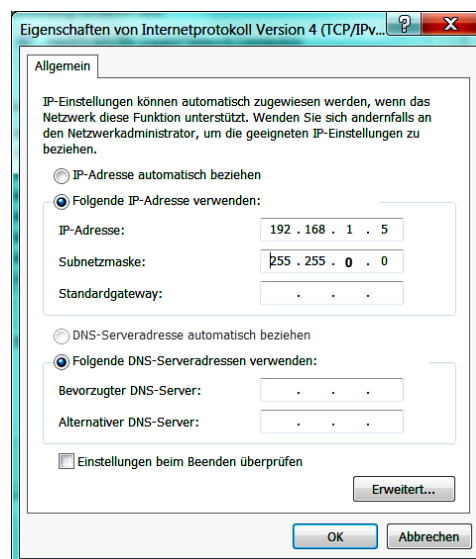 Eigenschaften von Internetprotokoll Version 4 (TCP/IPv...
Allgemein
IP-Einstellungen können automatisch zugewiesen werden, wenn das
Netzwerk diese Funktion unterstützt. Wenden Sie sich andernfalls an
den Netzwerkadministrator, um die geeigneten IP-Einstellungen zu
beziehen.
IP-Adresse automatisch beziehen
Folgende IP-Adresse verwenden:
IP-Adresse: 192 . 168 . 1 . 5
Subnetzmaske: 255 . 255 . 0 . 0
Standardgateway: . . .
DNS-Serveradresse automatisch beziehen
Folgende DNS-Serveradressen verwenden:
Bevorzugter DNS-Server: . . .
Alternativer DNS-Server: . . .
Einstellungen beim Beenden überprüfen
Erweitert...
OK Abbrechen